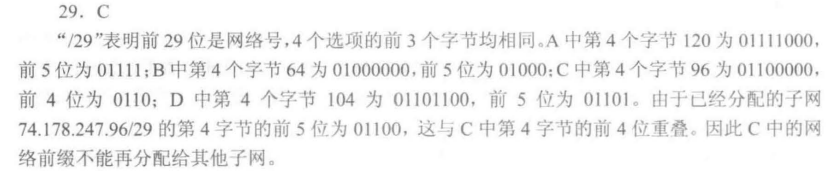 29. C
“/29”表明前 29 位是网络号,4 个选项的前 3 个字节均相同。A 中第 4 个字节 120 为 01111000,
前 5 位为 01111;B 中第 4 个字节 64 为 01000000,前 5 位为 01000;C 中第 4 个字节 96 为 01100000,
前 4 位为 0110; D 中第 4 个字节 104 为 01101100, 前 5 位为 01101。由于已经分配的子网
74.178.247.96/29 的第 4 字节的前 5 位为 01100, 这与 C 中第 4 字节的前 4 位重叠。因此 C 中的网
络前缀不能再分配给其他子网。